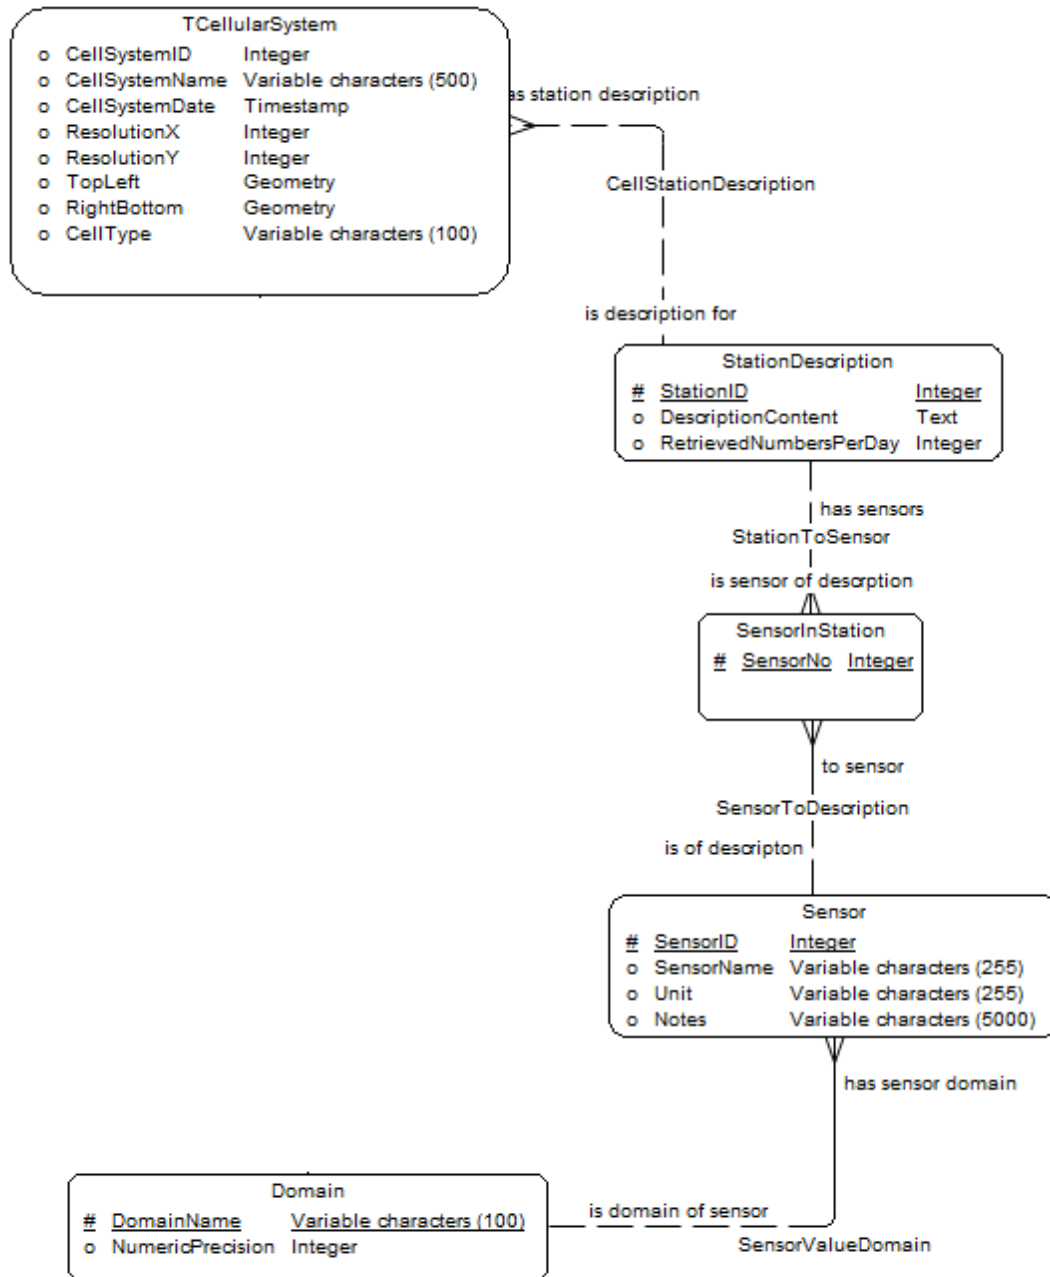 TCellularSystem
o CellSystemID Integer
o CellSystemName Variable characters (500)
o CellSystemDate Timestamp
o ResolutionX Integer
o ResolutionY Integer
o TopLeft Geometry
o RightBottom Geometry
o CellType Variable characters (100)
as station description
CellStationDescription
is description for
StationDescription
# StationID Integer
o DescriptionContent Text
o RetrievedNumbersPerDay Integer
has sensors
StationToSensor
is sensor of descrption
SensorInStation
# SensorNo Integer
to sensor
SensorToDescription
is of descripton
Sensor
# SensorID Integer
o SensorName Variable characters (255)
o Unit Variable characters (255)
o Notes Variable characters (5000)
has sensor domain
Domain
# DomainName Variable characters (100)
o NumericPrecision Integer
is domain of sensor
SensorValueDomain